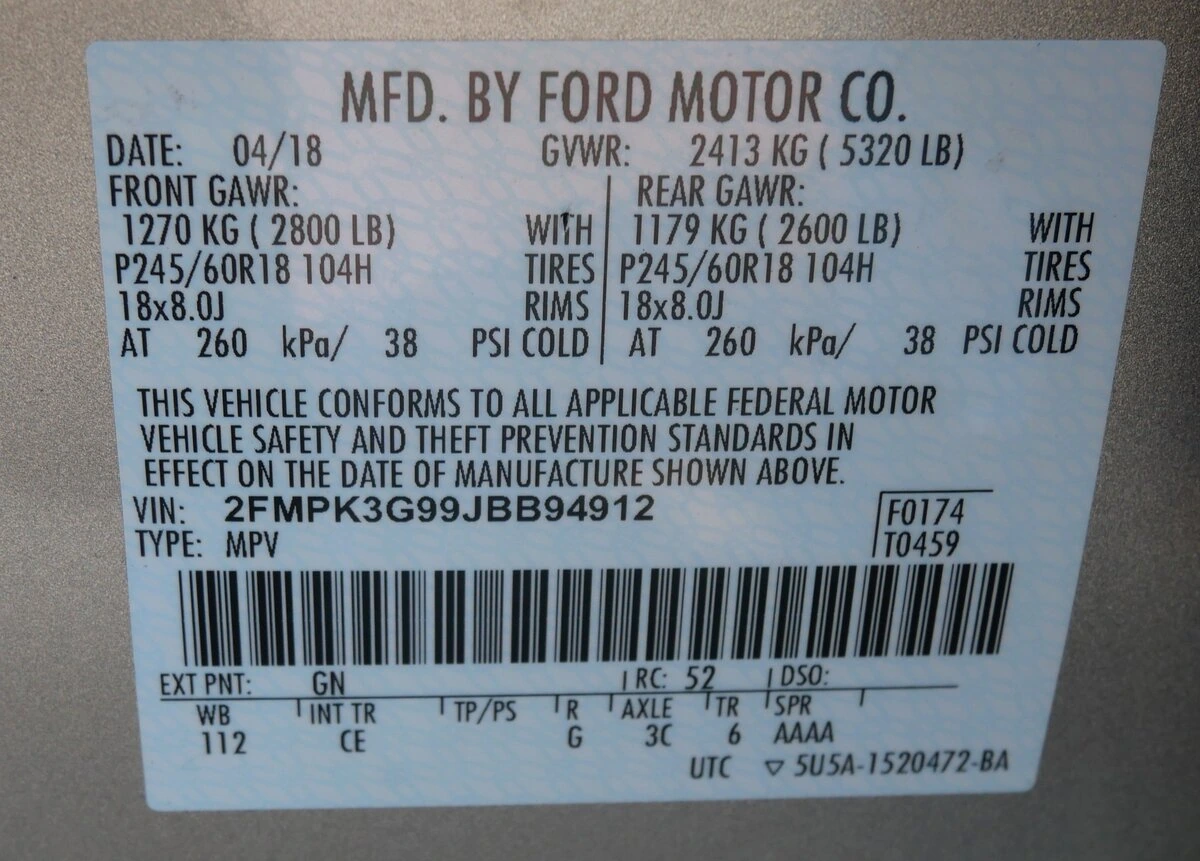 MFD. BY FORD MOTOR CO.
DATE: 04/18 GVWR: 2413 KG ( 5320 LB)
FRONT GAWR: REAR GAWR:
1270 KG ( 2800 LB) WITH 1179 KG ( 2600 LB) WITH
P245/60R18 104H TIRES P245/60R18 104H TIRES
18x8.0J RIMS 18x8.0J RIMS
AT 260 kPa/ 38 PSI COLD AT 260 kPa/ 38 PSI COLD
THIS VEHICLE CONFORMS TO ALL APPLICABLE FEDERAL MOTOR
VEHICLE SAFETY AND THEFT PREVENTION STANDARDS IN
EFFECT ON THE DATE OF MANUFACTURE SHOWN ABOVE.
VIN: 2FMPK3G99JBB94912 F0174
TYPE: MPV T0459
EXT PNT: GN RC: 52 DSO:
WB INT TR TP/PS R AXLE TR SPR
112 CE G 3C 6 AAAA
UTC ▽ 5U5A-1520472-BA